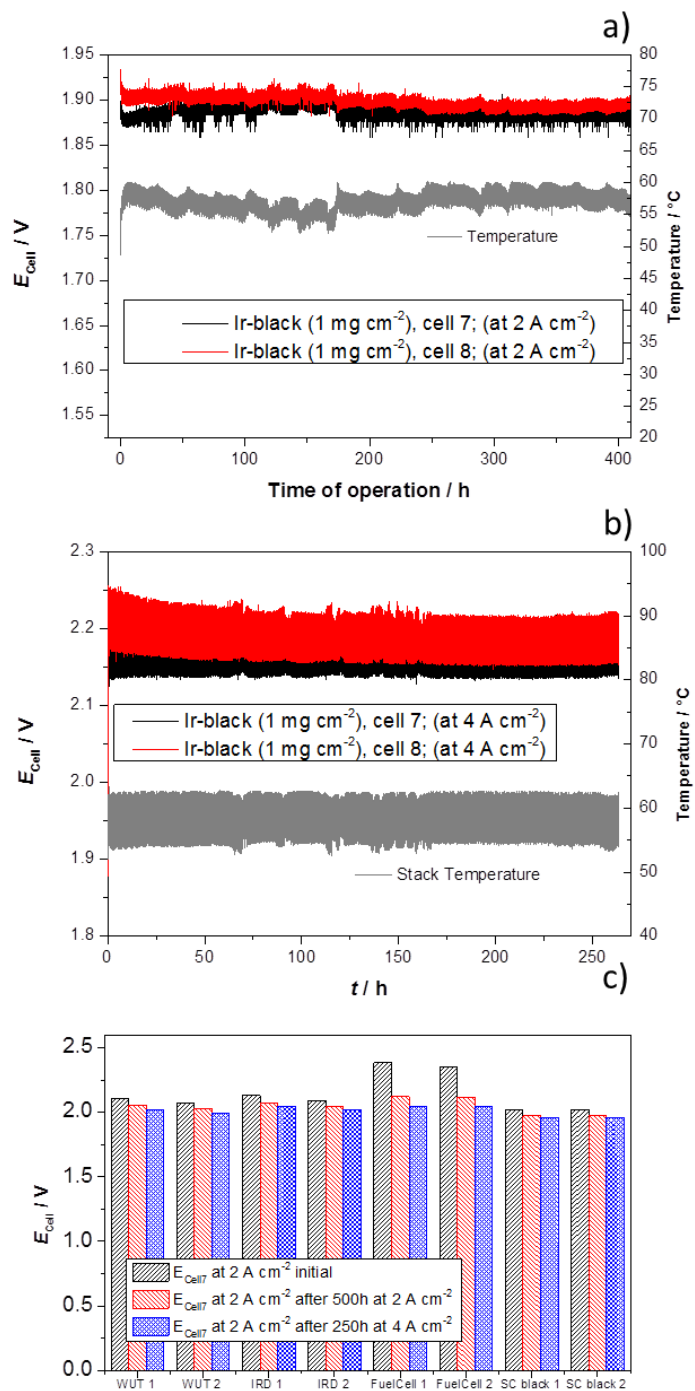 a)
1.95
1.90
1.85
1.80
1.75
1.70
1.65
1.60
1.55
E_Cell / V
80
75
70
65
60
55
50
45
40
35
30
25
20
Temperature / °C
Temperature
Ir-black (1 mg cm⁻²), cell 7; (at 2 A cm⁻²)
Ir-black (1 mg cm⁻²), cell 8; (at 2 A cm⁻²)
0 100 200 300 400
Time of operation / h
b)
2.3
2.2
2.1
2.0
1.9
1.8
E_Cell / V
100
90
80
70
60
50
40
Temperature / °C
Ir-black (1 mg cm⁻²), cell 7; (at 4 A cm⁻²)
Ir-black (1 mg cm⁻²), cell 8; (at 4 A cm⁻²)
Stack Temperature
0 50 100 150 200 250
t / h
c)
2.5
2.0
1.5
1.0
0.5
0.0
E_Cell / V
E_Cell7 at 2 A cm⁻² initial
E_Cell7 at 2 A cm⁻² after 500h at 2 A cm⁻²
E_Cell7 at 2 A cm⁻² after 250h at 4 A cm⁻²
WUT 1 WUT 2 IRD 1 IRD 2 FuelCell 1 FuelCell 2 SC black 1 SC black 2